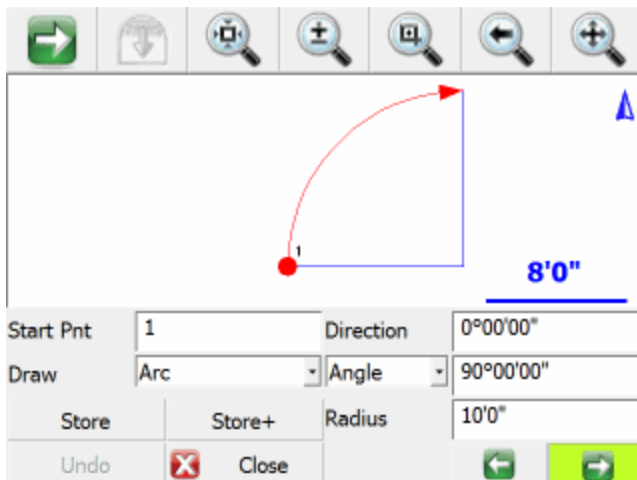 1
8'0"
Start Pnt 1 Direction 0°00'00"
Draw Arc Angle 90°00'00"
Store Store+ Radius 10'0"
Undo Close